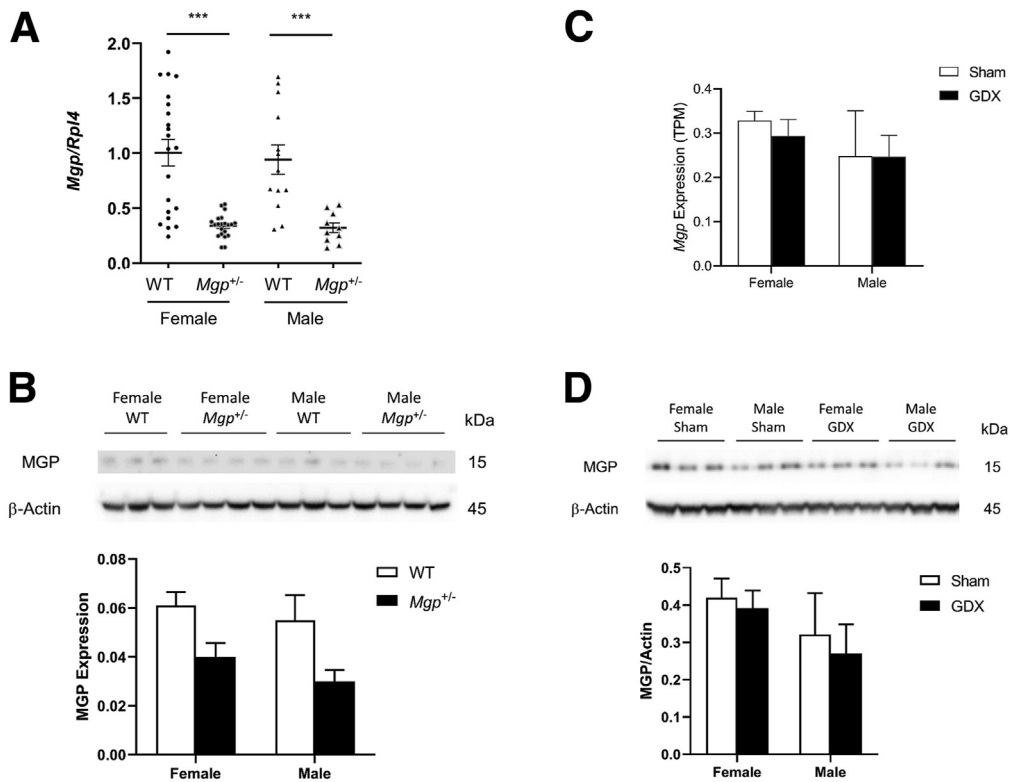 A
*** ***
Mgp/Rpl4
2.0
1.5
1.0
0.5
0.0
WT Mgp+/- WT Mgp+/-
Female Male
C
Sham
GDX
Mgp Expression (TPM)
0.4
0.3
0.2
0.1
0.0
Female Male
B
Female Female Male Male
WT Mgp+/- WT Mgp+/- kDa
MGP 15
β-Actin 45
MGP Expression
0.08
0.06
0.04
0.02
0.00
WT
Mgp+/-
Female Male
D
Female Male Female Male
Sham Sham GDX GDX kDa
MGP 15
β-Actin 45
MGP/Actin
0.5
0.4
0.3
0.2
0.1
0.0
Sham
GDX
Female Male